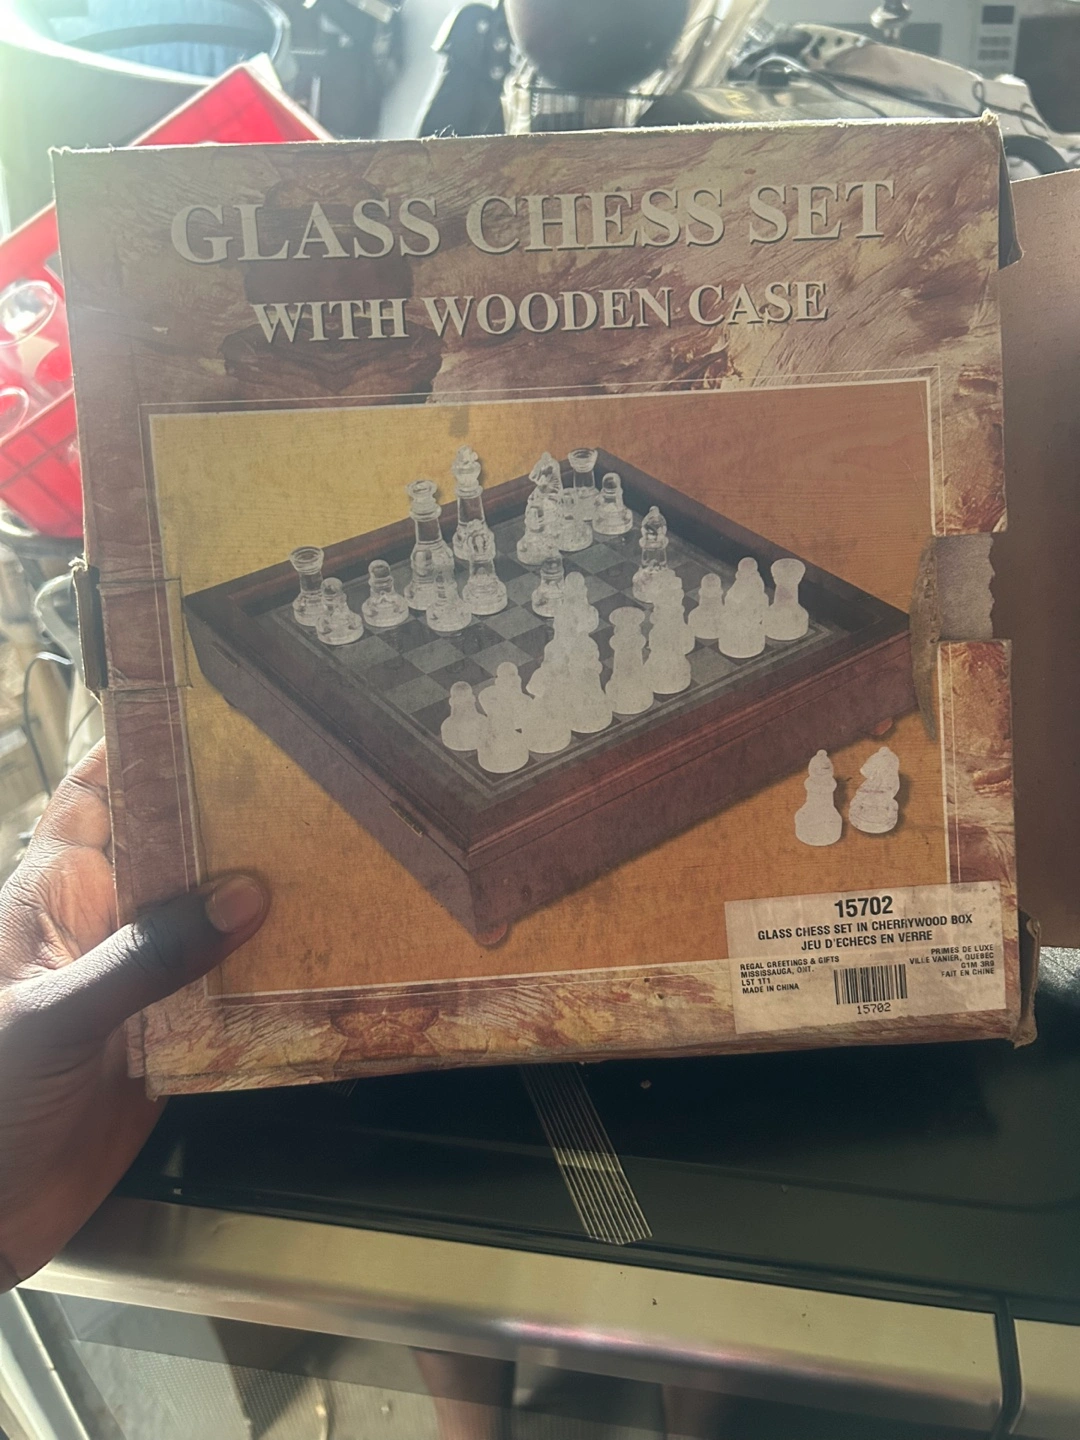 GLASS CHESS SET
WITH WOODEN CASE
15702
GLASS CHESS SET IN CHERRYWOOD BOX
JEU D'ECHECS EN VERRE
REGAL GREETINGS & GIFTS
MISSISSAUGA, ONT.
L5T 1T1
MADE IN CHINA
PRIMES DE LUXE
VILLE VANIER, QUEBEC
G1M 3R8
FAIT EN CHINE
15702